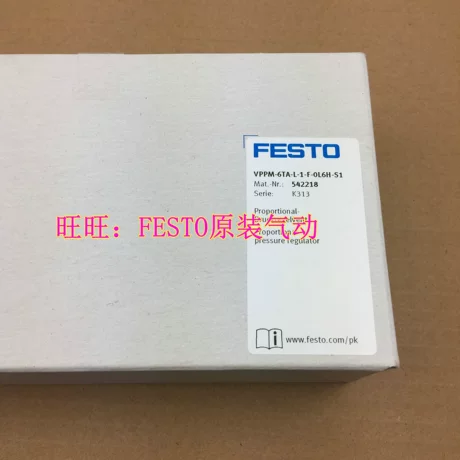 FESTO
VPPM-6TA-L-1-F-0L6H-S1
Mat.-Nr.: 542218
Serie: K313
Proportional-
旺旺：FESTO原装气动
pressure regulator
www.festo.com/pk